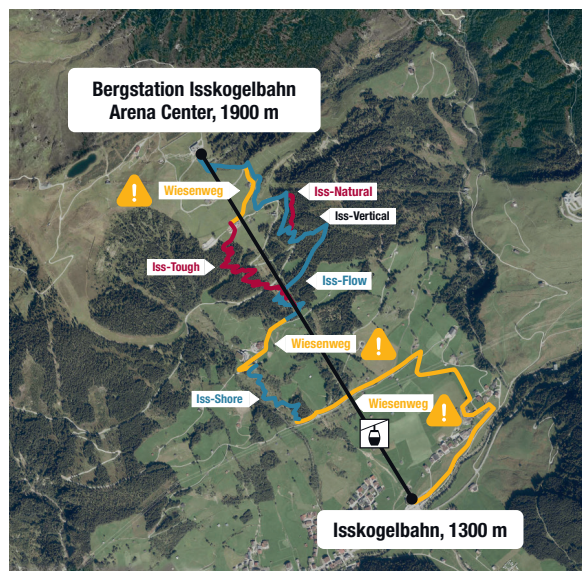 Bergstation Isskogelbahn
Arena Center, 1900 m
!
Wiesenweg
Iss-Natural
Iss-Vertical
Iss-Tough
Iss-Flow
Wiesenweg
!
Iss-Shore
Wiesenweg
!
Isskogelbahn, 1300 m